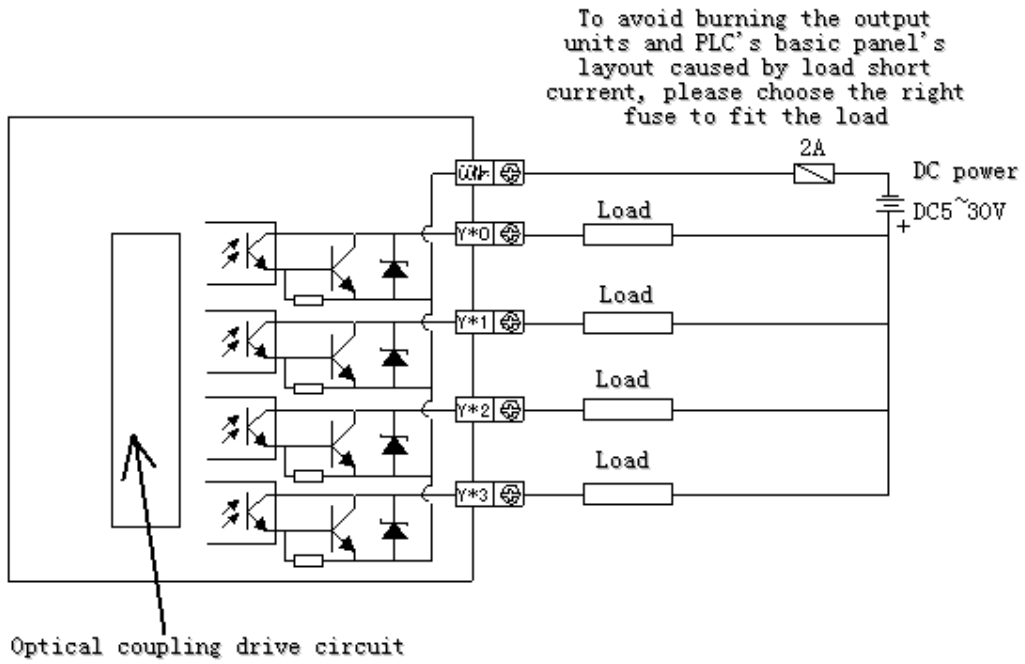 To avoid burning the output
units and PLC's basic panel's
layout caused by load short
current, please choose the right
fuse to fit the load
2A
DC power
DC5~30V
+
Load
Y*0
Load
Y*1
Load
Y*2
Load
Y*3
Optical coupling drive circuit